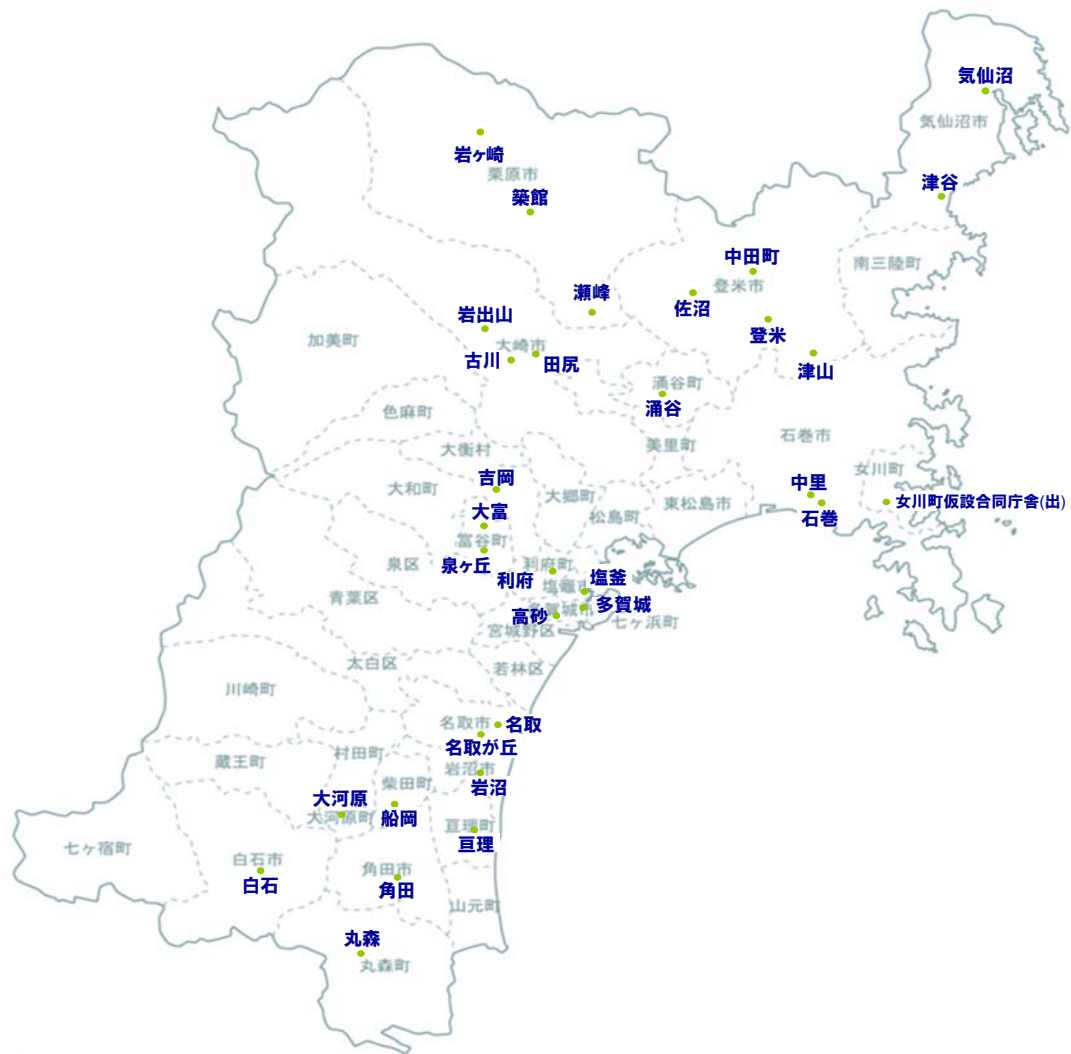 気仙沼
気仙沼市
岩ヶ崎
栗原市
津谷
築館
中田町
南三陸町
登米市
瀬峰
佐沼
岩出山
登米
加美町
大崎市
古川
田尻
津山
涌谷町
涌谷
色麻町
石巻市
大衡村
美里町
女川町
吉岡
大和町
大郷町
中里
東松島市
女川町仮設合同庁舎(出)
石巻
松島町
大富
富谷町
泉区
泉ヶ丘
利府町
利府
塩釜
塩竈市
青葉区
多賀城
多賀城市
高砂
七ヶ浜町
宮城野区
太白区
若林区
川崎町
名取市
名取
名取が丘
村田町
蔵王町
岩沼市
柴田町
岩沼
大河原
大河原町
船岡
亘理町
亘理
七ヶ宿町
白石市
白石
角田市
角田
山元町
丸森
丸森町